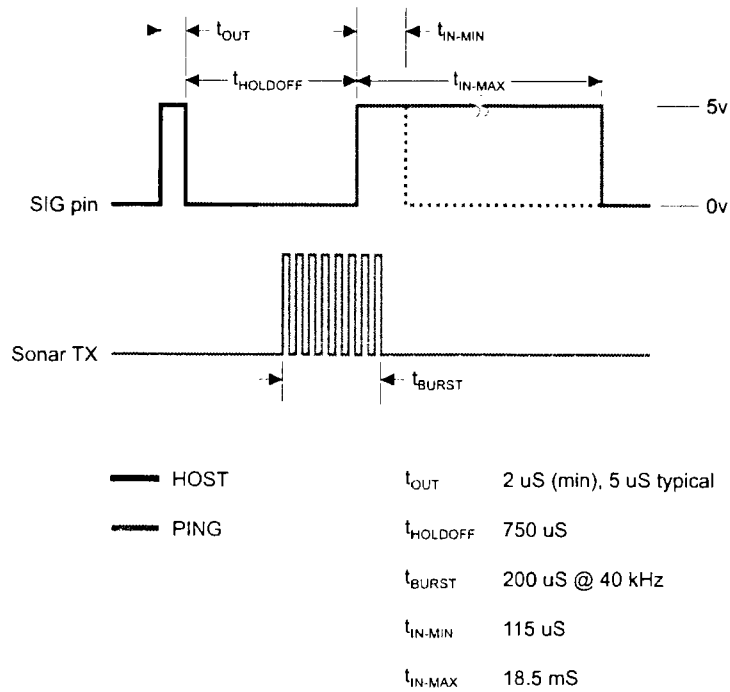 tOUT
tIN-MIN
tHOLDOFF
tIN-MAX
5v
SIG pin
0v
Sonar TX
tBURST
HOST
PING
tOUT 2 uS (min), 5 uS typical
tHOLDOFF 750 uS
tBURST 200 uS @ 40 kHz
tIN-MIN 115 uS
tIN-MAX 18.5 mS